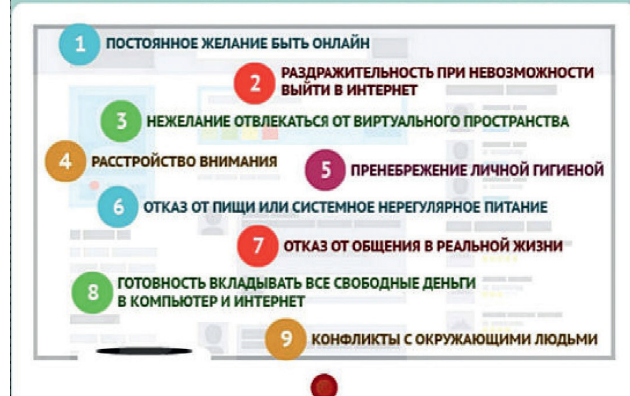 1 ПОСТОЯННОЕ ЖЕЛАНИЕ БЫТЬ ОНЛАЙН
2 РАЗДРАЖИТЕЛЬНОСТЬ ПРИ НЕВОЗМОЖНОСТИ
ВЫЙТИ В ИНТЕРНЕТ
3 НЕЖЕЛАНИЕ ОТВЛЕКАТЬСЯ ОТ ВИРТУАЛЬНОГО ПРОСТРАНСТВА
4 РАССТРОЙСТВО ВНИМАНИЯ
5 ПРЕНЕБРЕЖЕНИЕ ЛИЧНОЙ ГИГИЕНОЙ
6 ОТКАЗ ОТ ПИЩИ ИЛИ СИСТЕМНОЕ НЕРЕГУЛЯРНОЕ ПИТАНИЕ
7 ОТКАЗ ОТ ОБЩЕНИЯ В РЕАЛЬНОЙ ЖИЗНИ
8 ГОТОВНОСТЬ ВКЛАДЫВАТЬ ВСЕ СВОБОДНЫЕ ДЕНЬГИ
В КОМПЬЮТЕР И ИНТЕРНЕТ
9 КОНФЛИКТЫ С ОКРУЖАЮЩИМИ ЛЮДЬМИ